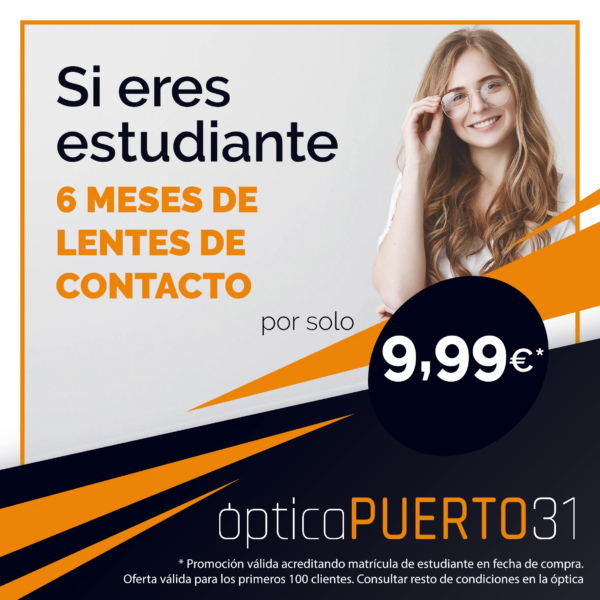 Si eres
estudiante
6 MESES DE
LENTES DE
CONTACTO
por solo
9,99€*
ópticaPUERTO31
* Promoción válida acreditando matrícula de estudiante en fecha de compra.
Oferta válida para los primeros 100 clientes. Consultar resto de condiciones en la óptica